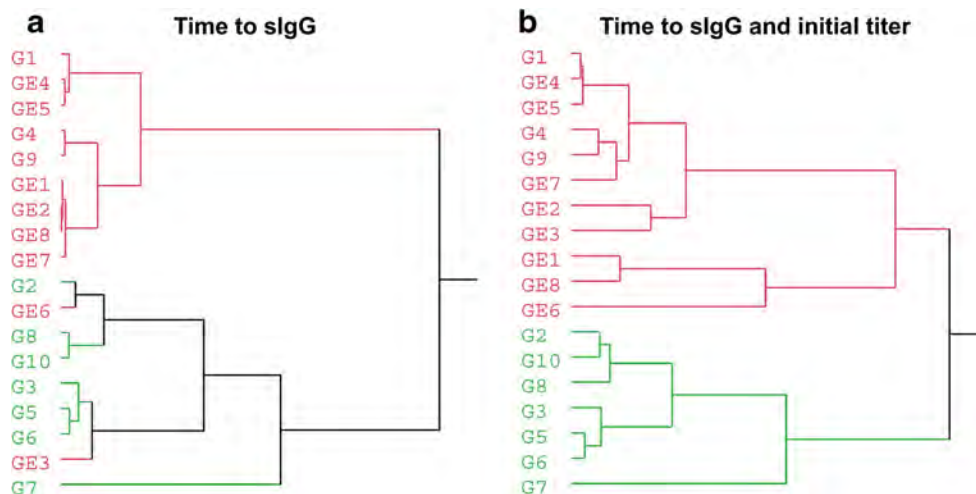 a Time to sIgG
G1
GE4
GE5
G4
G9
GE1
GE2
GE8
GE7
G2
GE6
G8
G10
G3
G5
G6
GE3
G7
b Time to sIgG and initial titer
G1
GE4
GE5
G4
G9
GE7
GE2
GE3
GE1
GE8
GE6
G2
G10
G8
G3
G5
G6
G7